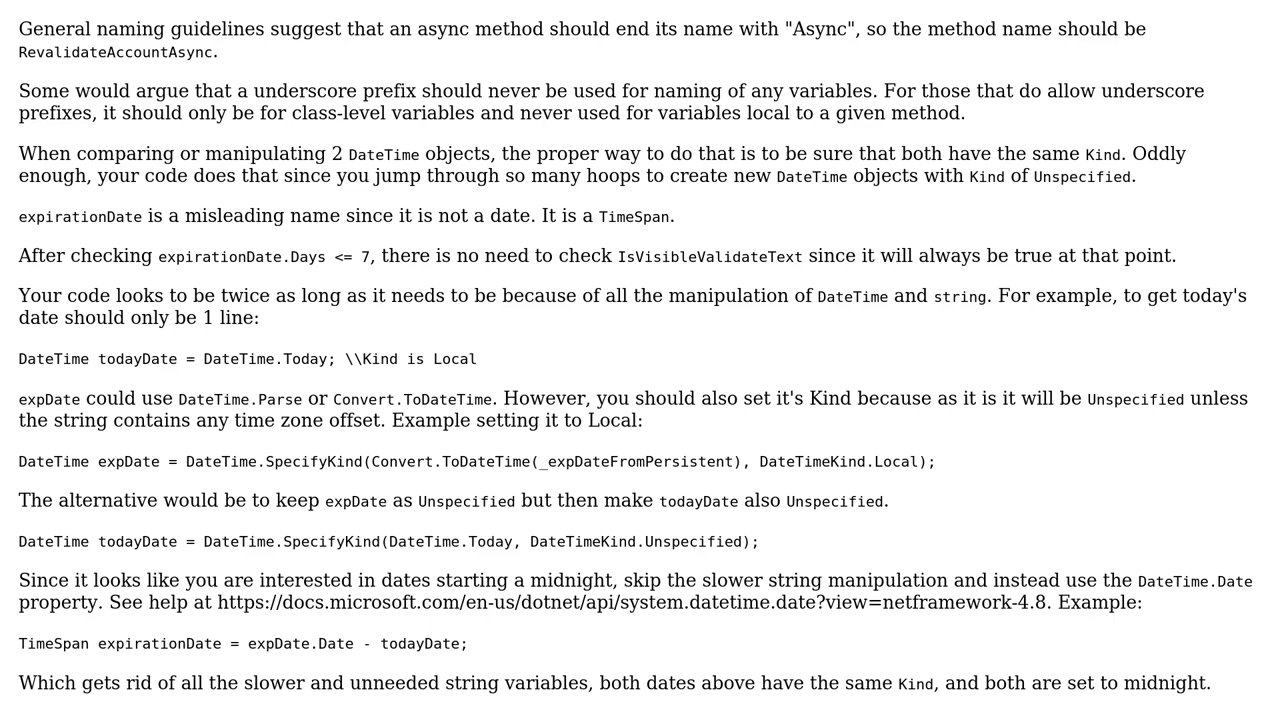 General naming guidelines suggest that an async method should end its name with "Async", so the method name should be
RevalidateAccountAsync.
Some would argue that a underscore prefix should never be used for naming of any variables. For those that do allow underscore
prefixes, it should only be for class-level variables and never used for variables local to a given method.
When comparing or manipulating 2 DateTime objects, the proper way to do that is to be sure that both have the same Kind. Oddly
enough, your code does that since you jump through so many hoops to create new DateTime objects with Kind of Unspecified.
expirationDate is a misleading name since it is not a date. It is a TimeSpan.
After checking expirationDate.Days <= 7, there is no need to check IsVisibleValidateText since it will always be true at that point.
Your code looks to be twice as long as it needs to be because of all the manipulation of DateTime and string. For example, to get today's
date should only be 1 line:
DateTime todayDate = DateTime.Today; \\Kind is Local
expDate could use DateTime.Parse or Convert.ToDateTime. However, you should also set it's Kind because as it is it will be Unspecified unless
the string contains any time zone offset. Example setting it to Local:
DateTime expDate = DateTime.SpecifyKind(Convert.ToDateTime(_expDateFromPersistent), DateTimeKind.Local);
The alternative would be to keep expDate as Unspecified but then make todayDate also Unspecified.
DateTime todayDate = DateTime.SpecifyKind(DateTime.Today, DateTimeKind.Unspecified);
Since it looks like you are interested in dates starting a midnight, skip the slower string manipulation and instead use the DateTime.Date
property. See help at https://docs.microsoft.com/en-us/dotnet/api/system.datetime.date?view=netframework-4.8. Example:
TimeSpan expirationDate = expDate.Date - todayDate;
Which gets rid of all the slower and unneeded string variables, both dates above have the same Kind, and both are set to midnight.